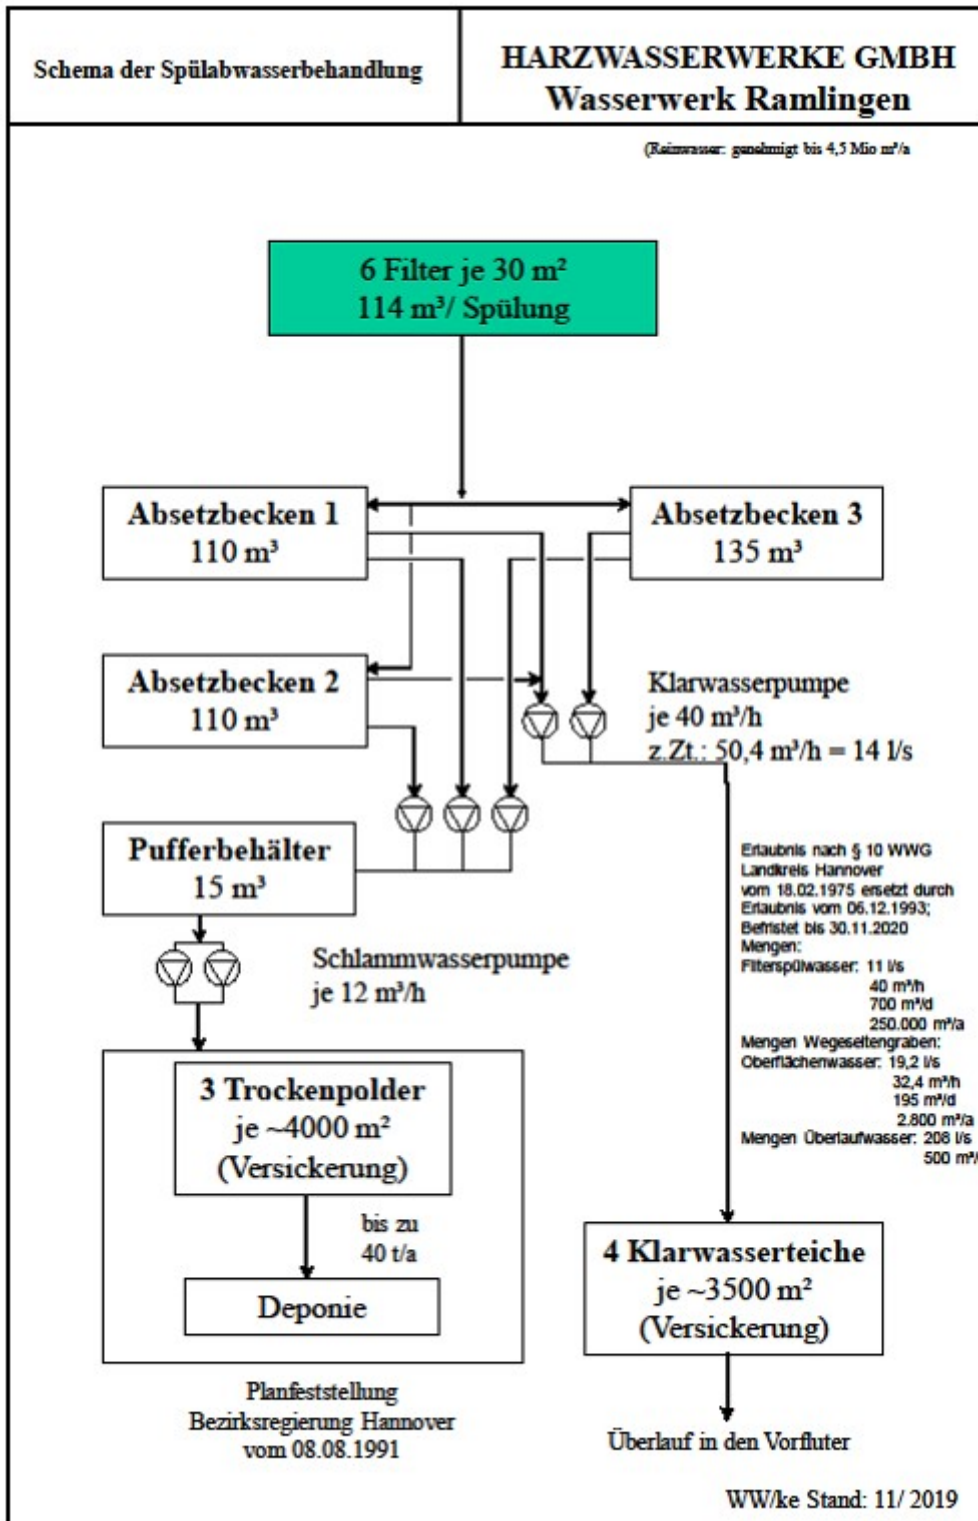 Schema der Spülabwasserbehandlung
HARZWASSERWERKE GMBH
Wasserwerk Ramlingen
(Reinwasser: genehmigt bis 4,5 Mio m³/a
6 Filter je 30 m²
114 m³/ Spülung
Absetzbecken 1
110 m³
Absetzbecken 3
135 m³
Absetzbecken 2
110 m³
Klarwasserpumpe
je 40 m³/h
z.Zt.: 50,4 m³/h = 14 l/s
Pufferbehälter
15 m³
Erlaubnis nach § 10 WWG
Landkreis Hannover
vom 18.02.1975 ersetzt durch
Erlaubnis vom 06.12.1993;
Befristet bis 30.11.2020
Mengen:
Filterspülwasser: 11 l/s
40 m³/h
700 m³/d
250.000 m³/a
Mengen Wegeseitengraben:
Oberflächenwasser: 19,2 l/s
32,4 m³/h
195 m³/d
2.800 m³/a
Mengen Überlaufwasser: 208 l/s
500 m³/
Schlammwasserpumpe
je 12 m³/h
3 Trockenpolder
je ~4000 m²
(Versickerung)
bis zu
40 t/a
Deponie
4 Klarwasserteiche
je ~3500 m²
(Versickerung)
Planfeststellung
Bezirksregierung Hannover
vom 08.08.1991
Überlauf in den Vorfluter
WW/ke Stand: 11/ 2019